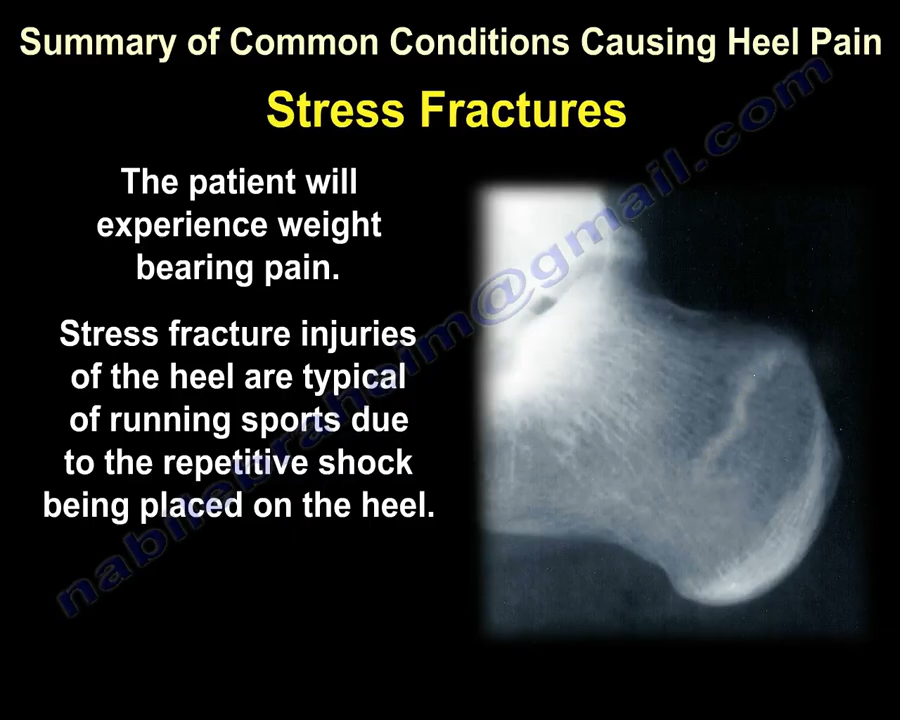 Summary of Common Conditions Causing Heel Pain
Stress Fractures
The patient will
experience weight
bearing pain.
Stress fracture injuries
of the heel are typical
of running sports due
to the repetitive shock
being placed on the heel.